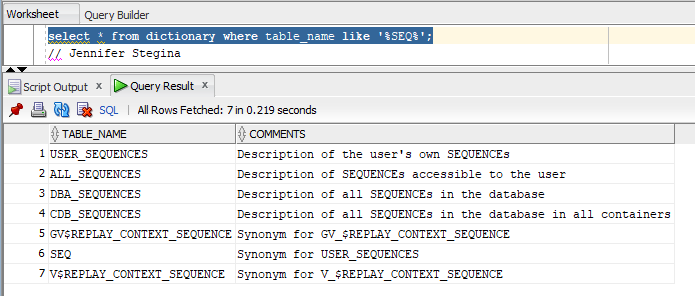 Worksheet Query Builder
select * from dictionary where table_name like '%SEQ%';
// Jennifer Stegina
Script Output x Query Result x
SQL | All Rows Fetched: 7 in 0.219 seconds
TABLE_NAME COMMENTS
1 USER_SEQUENCES Description of the user's own SEQUENCEs
2 ALL_SEQUENCES Description of SEQUENCEs accessible to the user
3 DBA_SEQUENCES Description of all SEQUENCEs in the database
4 CDB_SEQUENCES Description of all SEQUENCEs in the database in all containers
5 GV$REPLAY_CONTEXT_SEQUENCE Synonym for GV_$REPLAY_CONTEXT_SEQUENCE
6 SEQ Synonym for USER_SEQUENCES
7 V$REPLAY_CONTEXT_SEQUENCE Synonym for V_$REPLAY_CONTEXT_SEQUENCE